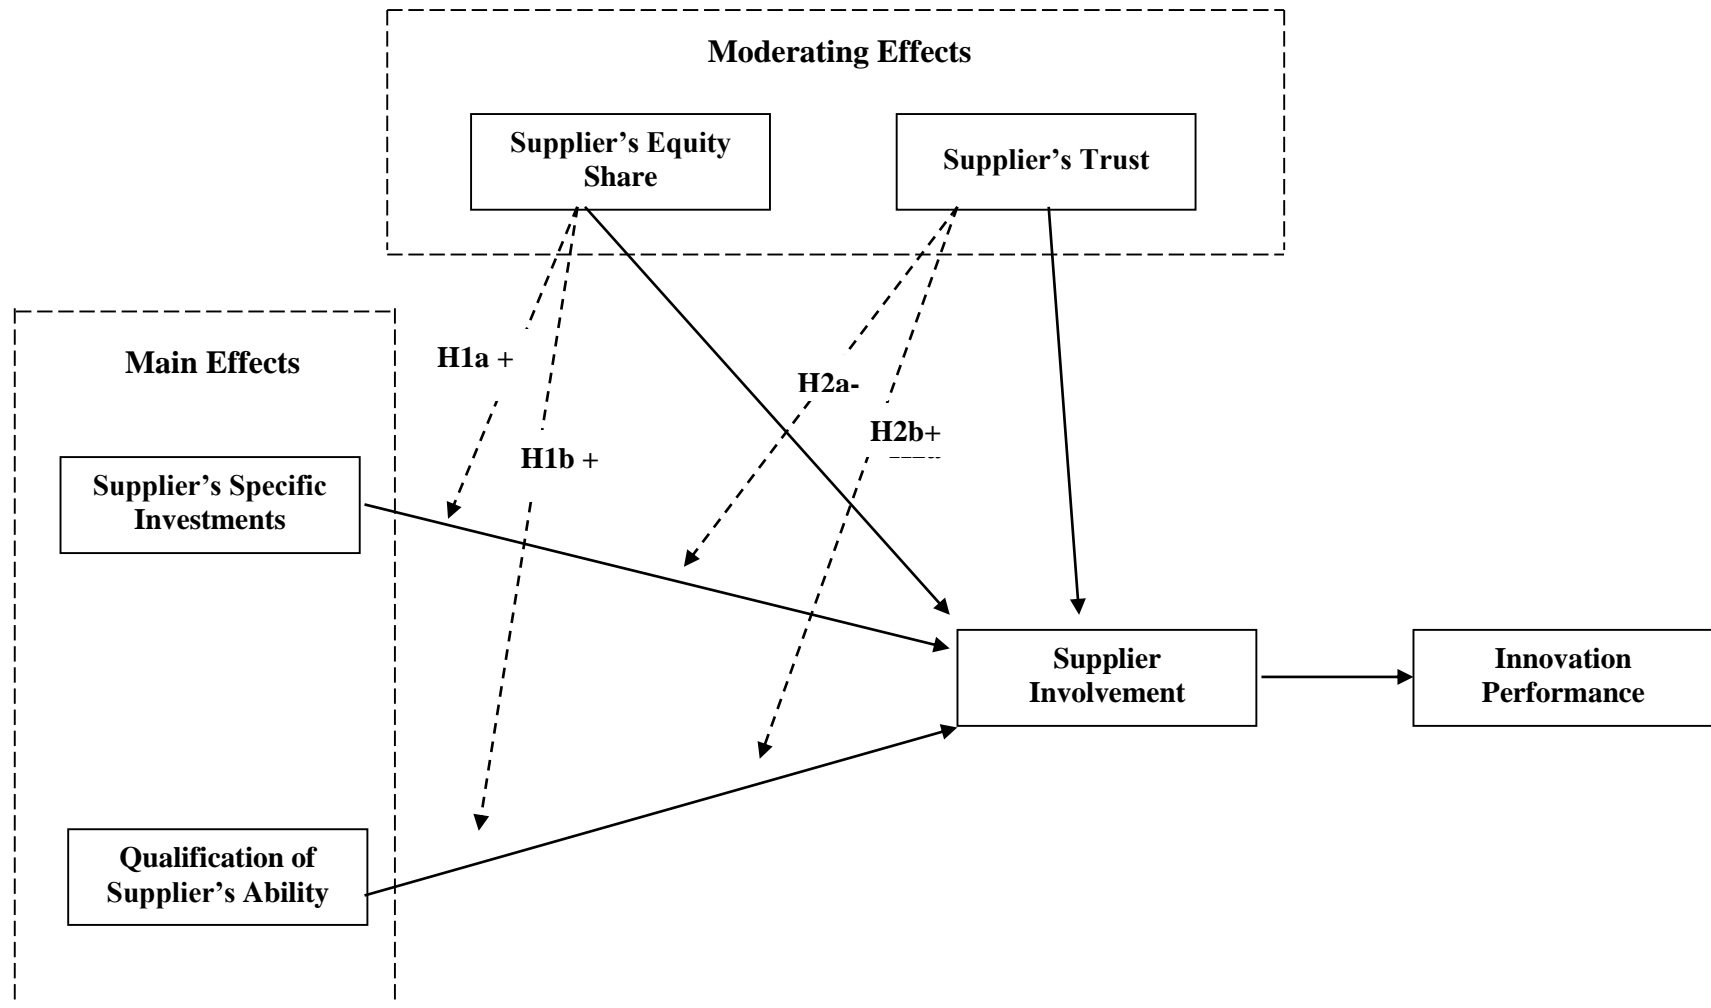 Moderating Effects
Supplier’s Equity
Share
Supplier’s Trust
Main Effects
H1a +
H2a-
H2b+
H1b +
Supplier’s Specific
Investments
Supplier
Involvement
Innovation
Performance
Qualification of
Supplier’s Ability